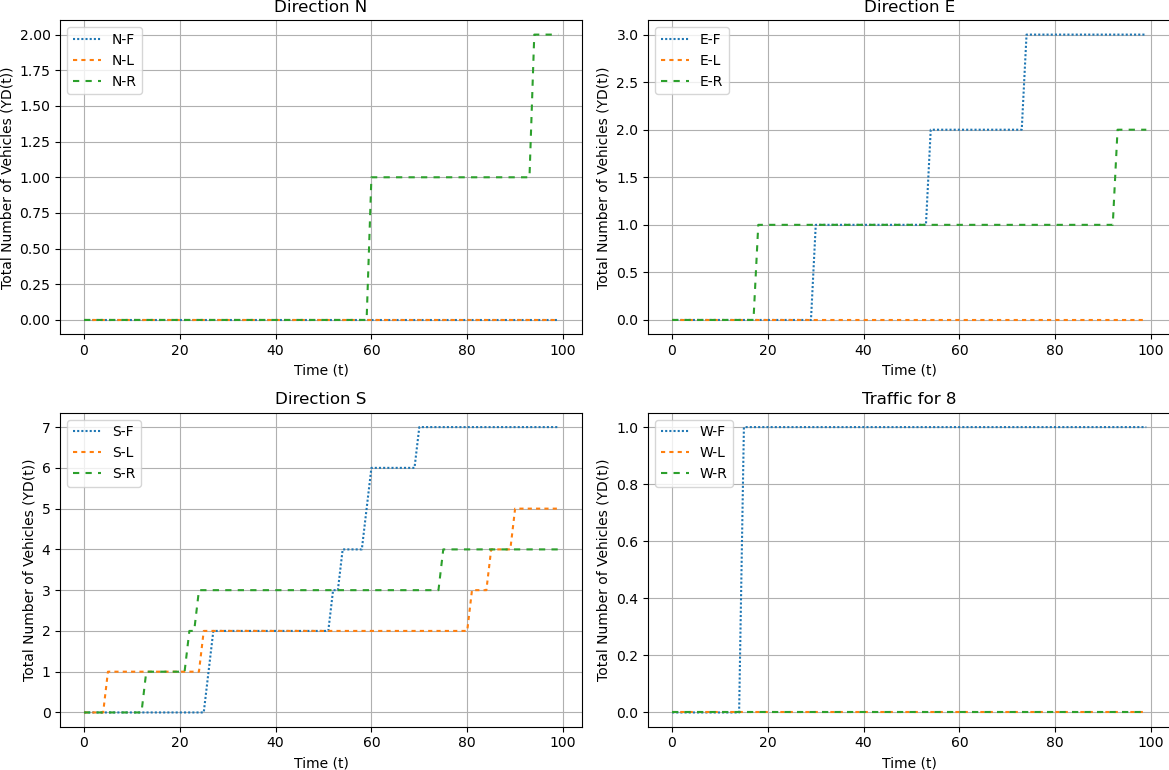 Direction N
Total Number of Vehicles (YD(t))
2.00
1.75
1.50
1.25
1.00
0.75
0.50
0.25
0.00
N-F
N-L
N-R
0 20 40 60 80 100
Time (t)
Direction E
Total Number of Vehicles (YD(t))
3.0
2.5
2.0
1.5
1.0
0.5
0.0
E-F
E-L
E-R
0 20 40 60 80 100
Time (t)
Direction S
Total Number of Vehicles (YD(t))
7
6
5
4
3
2
1
0
S-F
S-L
S-R
0 20 40 60 80 100
Time (t)
Traffic for 8
Total Number of Vehicles (YD(t))
1.0
0.8
0.6
0.4
0.2
0.0
W-F
W-L
W-R
0 20 40 60 80 100
Time (t)